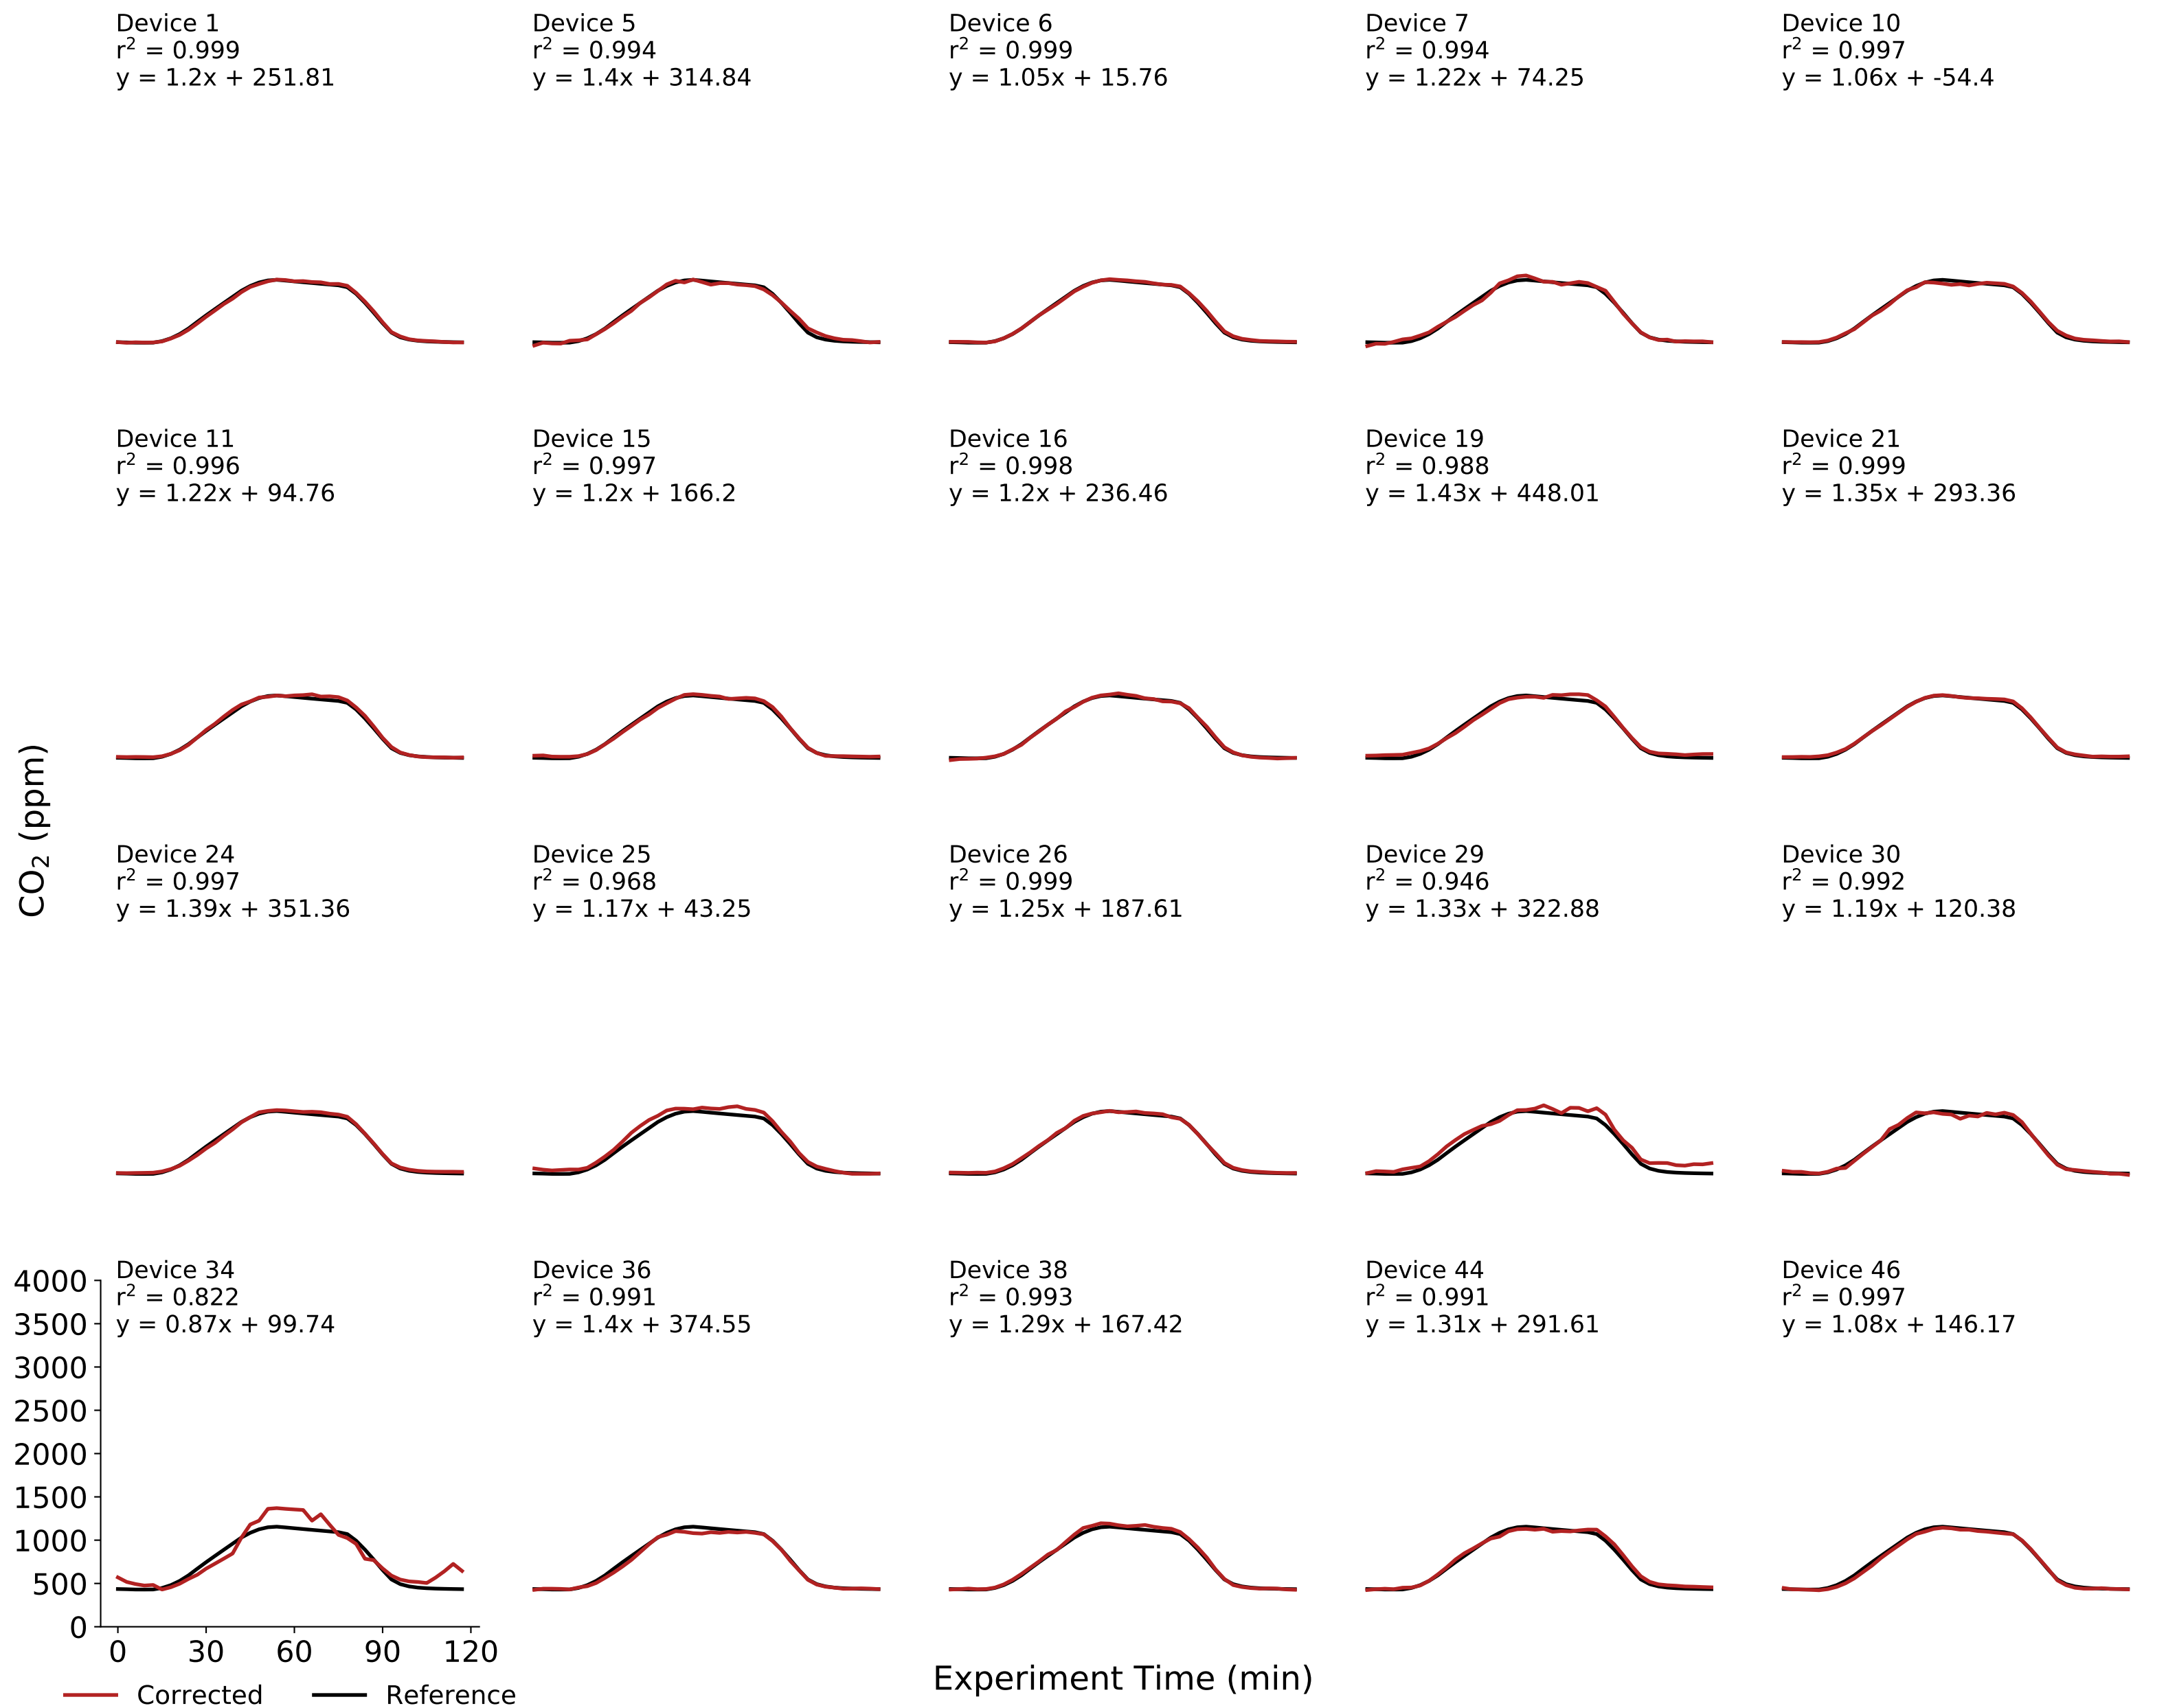 Device 1
r² = 0.999
y = 1.2x + 251.81
Device 5
r² = 0.994
y = 1.4x + 314.84
Device 6
r² = 0.999
y = 1.05x + 15.76
Device 7
r² = 0.994
y = 1.22x + 74.25
Device 10
r² = 0.997
y = 1.06x + -54.4
Device 11
r² = 0.996
y = 1.22x + 94.76
Device 15
r² = 0.997
y = 1.2x + 166.2
Device 16
r² = 0.998
y = 1.2x + 236.46
Device 19
r² = 0.988
y = 1.43x + 448.01
Device 21
r² = 0.999
y = 1.35x + 293.36
CO₂ (ppm)
Device 24
r² = 0.997
y = 1.39x + 351.36
Device 25
r² = 0.968
y = 1.17x + 43.25
Device 26
r² = 0.999
y = 1.25x + 187.61
Device 29
r² = 0.946
y = 1.33x + 322.88
Device 30
r² = 0.992
y = 1.19x + 120.38
Device 34
r² = 0.822
y = 0.87x + 99.74
Device 36
r² = 0.991
y = 1.4x + 374.55
Device 38
r² = 0.993
y = 1.29x + 167.42
Device 44
r² = 0.991
y = 1.31x + 291.61
Device 46
r² = 0.997
y = 1.08x + 146.17
4000
3500
3000
2500
2000
1500
1000
500
0
0 30 60 90 120
Experiment Time (min)
Corrected Reference